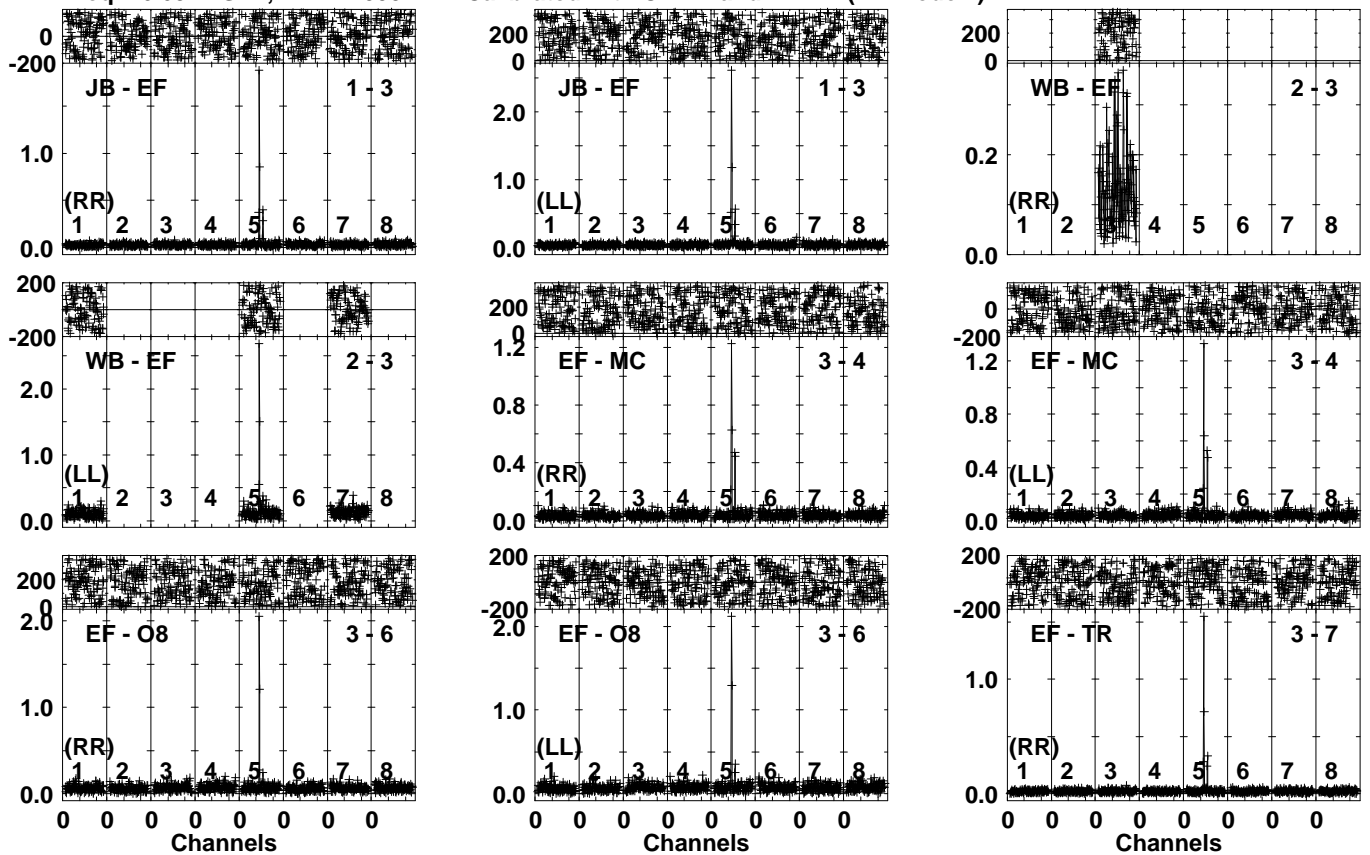 0
-200
JB - EF 1 - 3
1.0
(RR)
1 2 3 4 5 6 7 8
0.0
200
0
JB - EF 1 - 3
2.0
1.0
(LL)
1 2 3 4 5 6 7 8
0.0
200
0
WB - EF 2 - 3
0.2
(RR)
1 2 3 4 5 6 7 8
0.0
200
-200
WB - EF 2 - 3
2.0
1.0
(LL)
1 2 3 4 5 6 7 8
0.0
200
0
EF - MC 3 - 4
1.2
0.8
0.4
(RR)
1 2 3 4 5 6 7 8
0.0
0
-200
EF - MC 3 - 4
1.2
0.8
0.4
(LL)
1 2 3 4 5 6 7 8
0.0
200
0
2.0
EF - O8 3 - 6
1.0
(RR)
1 2 3 4 5 6 7 8
0.0
0 0 0 0 0 0 0 0
Channels
200
-200
2.0
EF - O8 3 - 6
1.0
(LL)
1 2 3 4 5 6 7 8
0.0
0 0 0 0 0 0 0 0
Channels
200
-200
EF - TR 3 - 7
1.0
(RR)
1 2 3 4 5 6 7 8
0.0
0 0 0 0 0 0 0 0
Channels